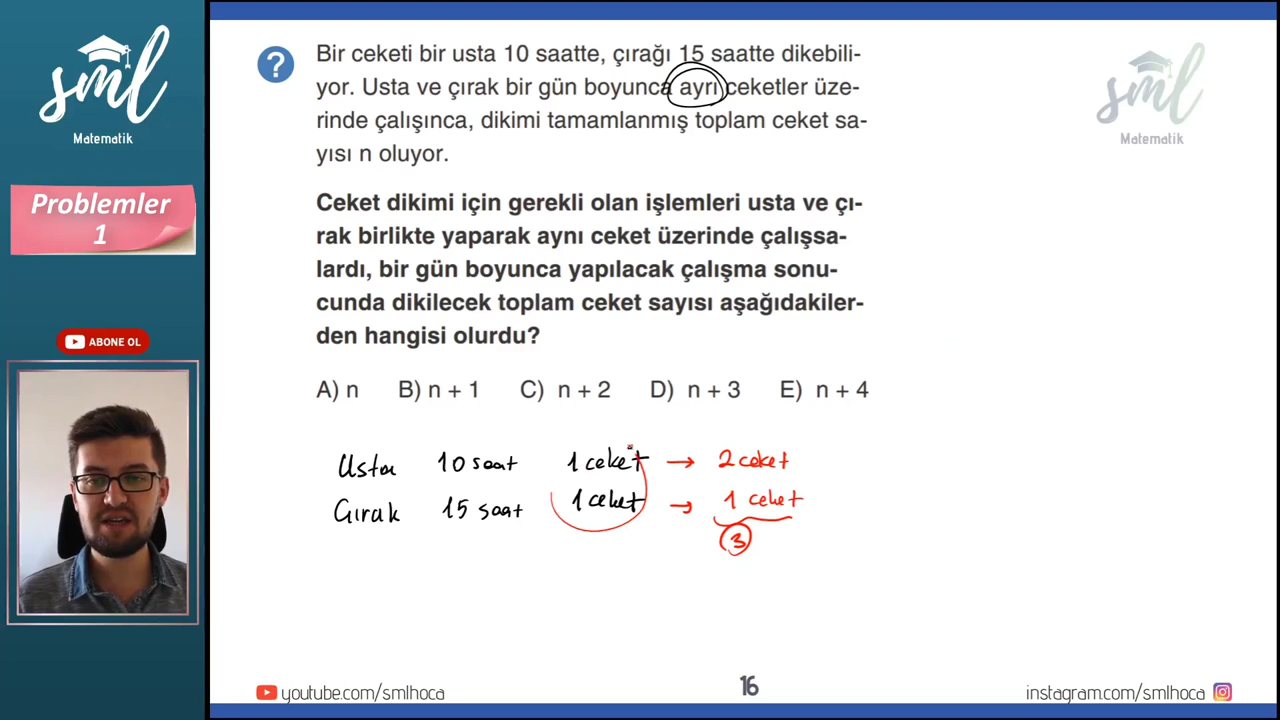 sml
Matematik
Problemler
1
ABONE OL
?
Bir ceketi bir usta 10 saatte, çırağı 15 saatte dikebili-
yor. Usta ve çırak bir gün boyunca ayrı ceketler üze-
rinde çalışınca, dikimi tamamlanmış toplam ceket sa-
yısı n oluyor.
Ceket dikimi için gerekli olan işlemleri usta ve çı-
rak birlikte yaparak aynı ceket üzerinde çalışsa-
lardı, bir gün boyunca yapılacak çalışma sonu-
cunda dikilecek toplam ceket sayısı aşağıdakiler-
den hangisi olurdu?
A) n B) n + 1 C) n + 2 D) n + 3 E) n + 4
Usta 10 saat 1 ceket → 2 ceket
Çırak 15 saat 1 ceket → 1 ceket
3
sml
Matematik
youtube.com/smlhoca
16
instagram.com/smlhoca